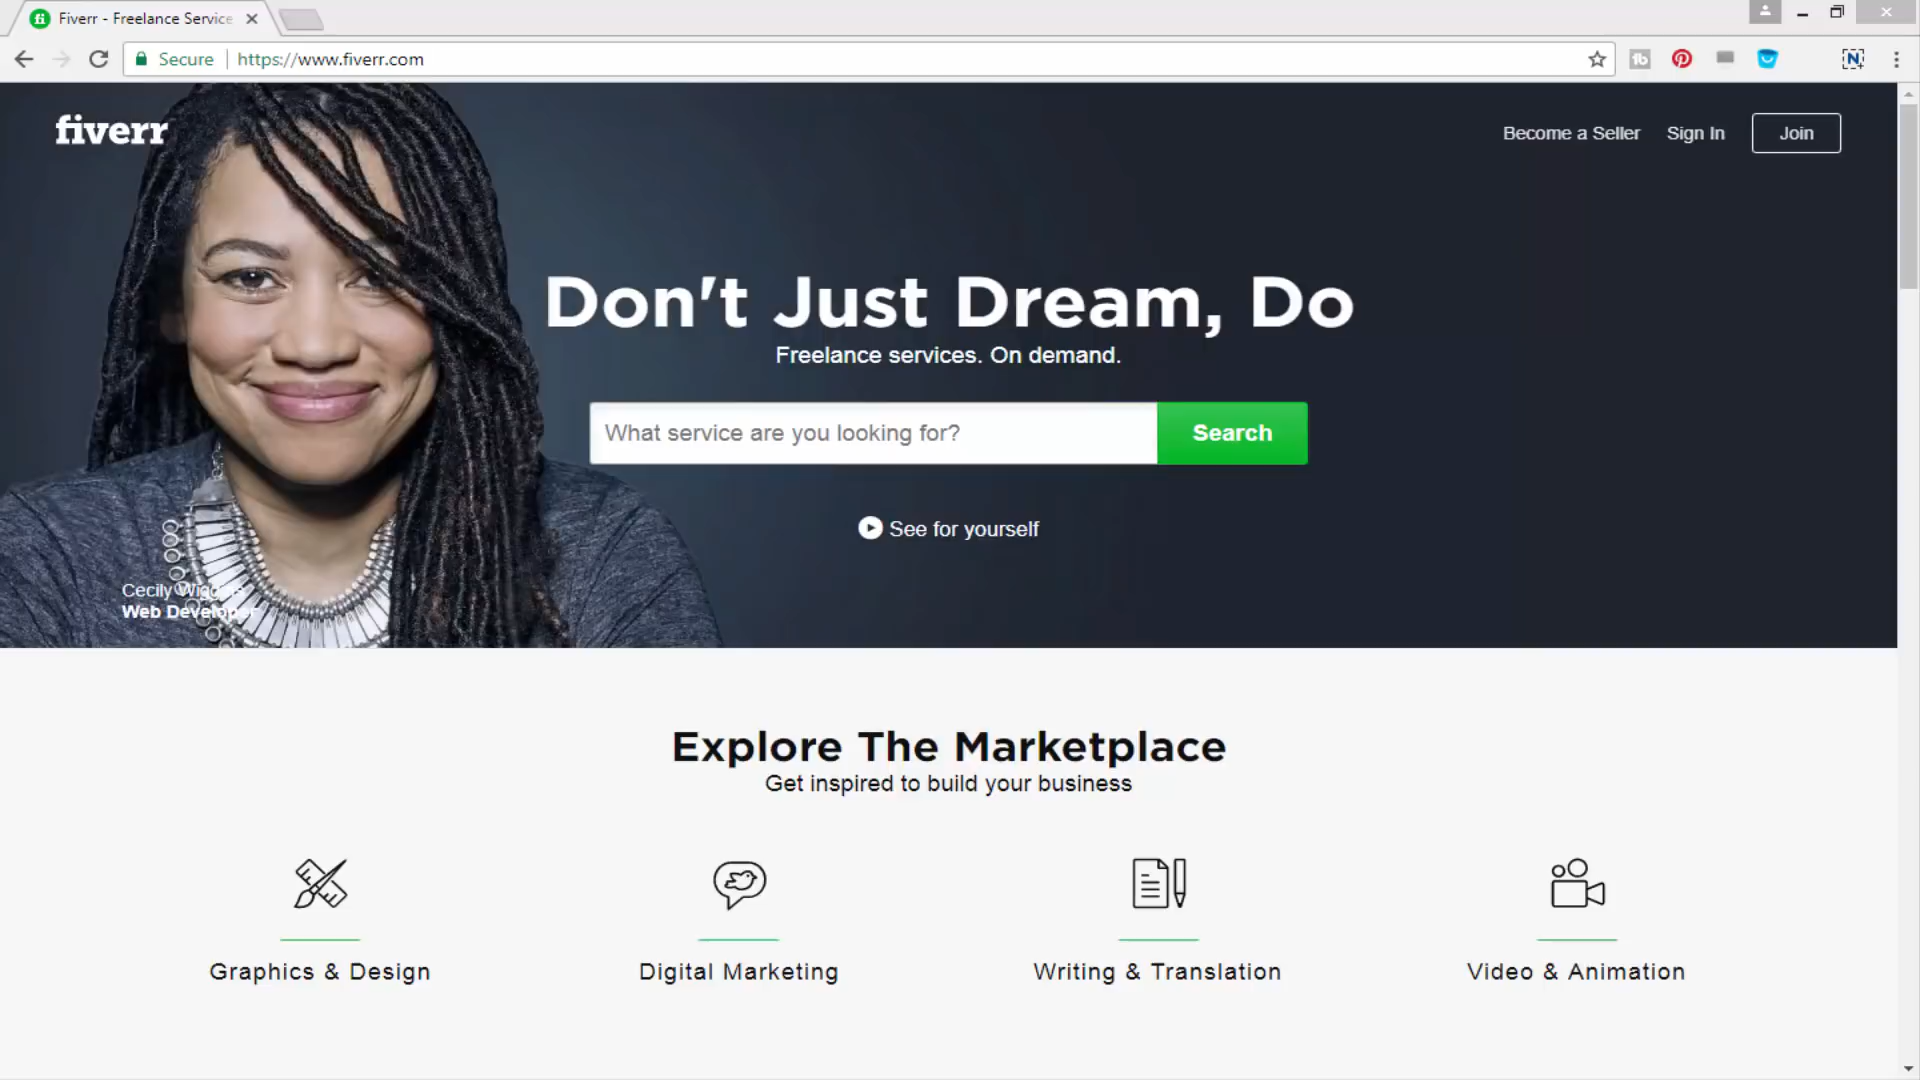 Fiverr - Freelance Service
Secure
https://www.fiverr.com
fiverr
Become a Seller
Sign In
Join
Don't Just Dream, Do
Freelance services. On demand.
What service are you looking for?
Search
See for yourself
Cecily
Web Developer
Explore The Marketplace
Get inspired to build your business
Graphics & Design
Digital Marketing
Writing & Translation
Video & Animation